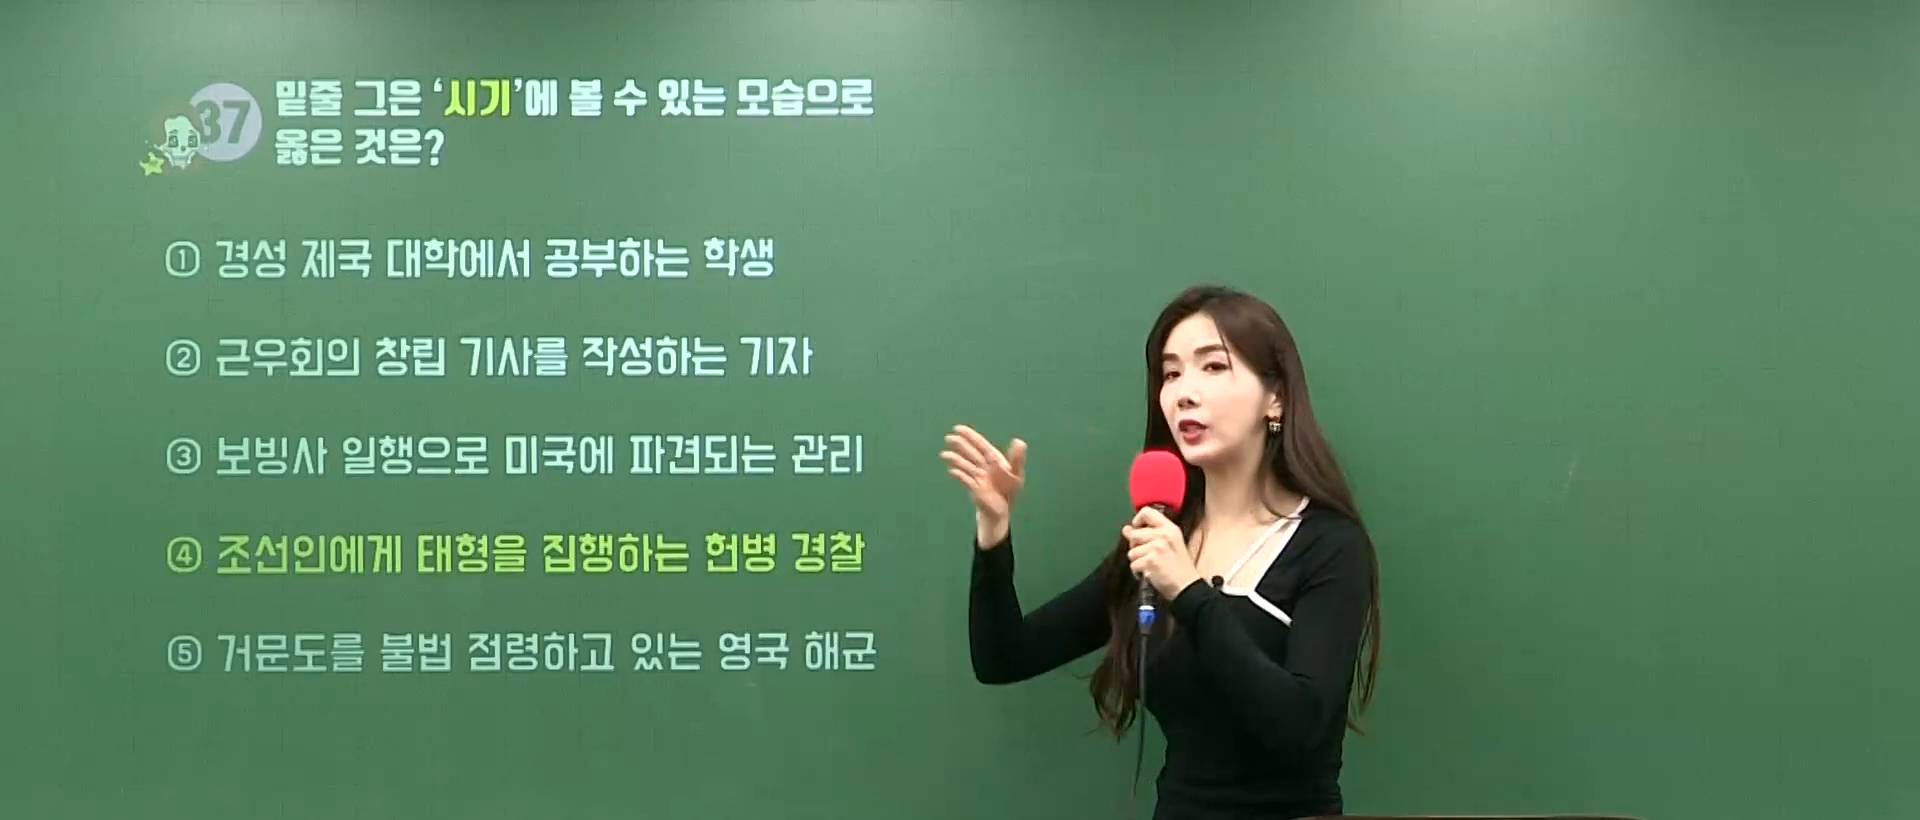 37
밑줄 그은 ‘시기’에 볼 수 있는 모습으로
옳은 것은?
① 경성 제국 대학에서 공부하는 학생
② 근우회의 창립 기사를 작성하는 기자
③ 보빙사 일행으로 미국에 파견되는 관리
④ 조선인에게 태형을 집행하는 헌병 경찰
⑤ 거문도를 불법 점령하고 있는 영국 해군